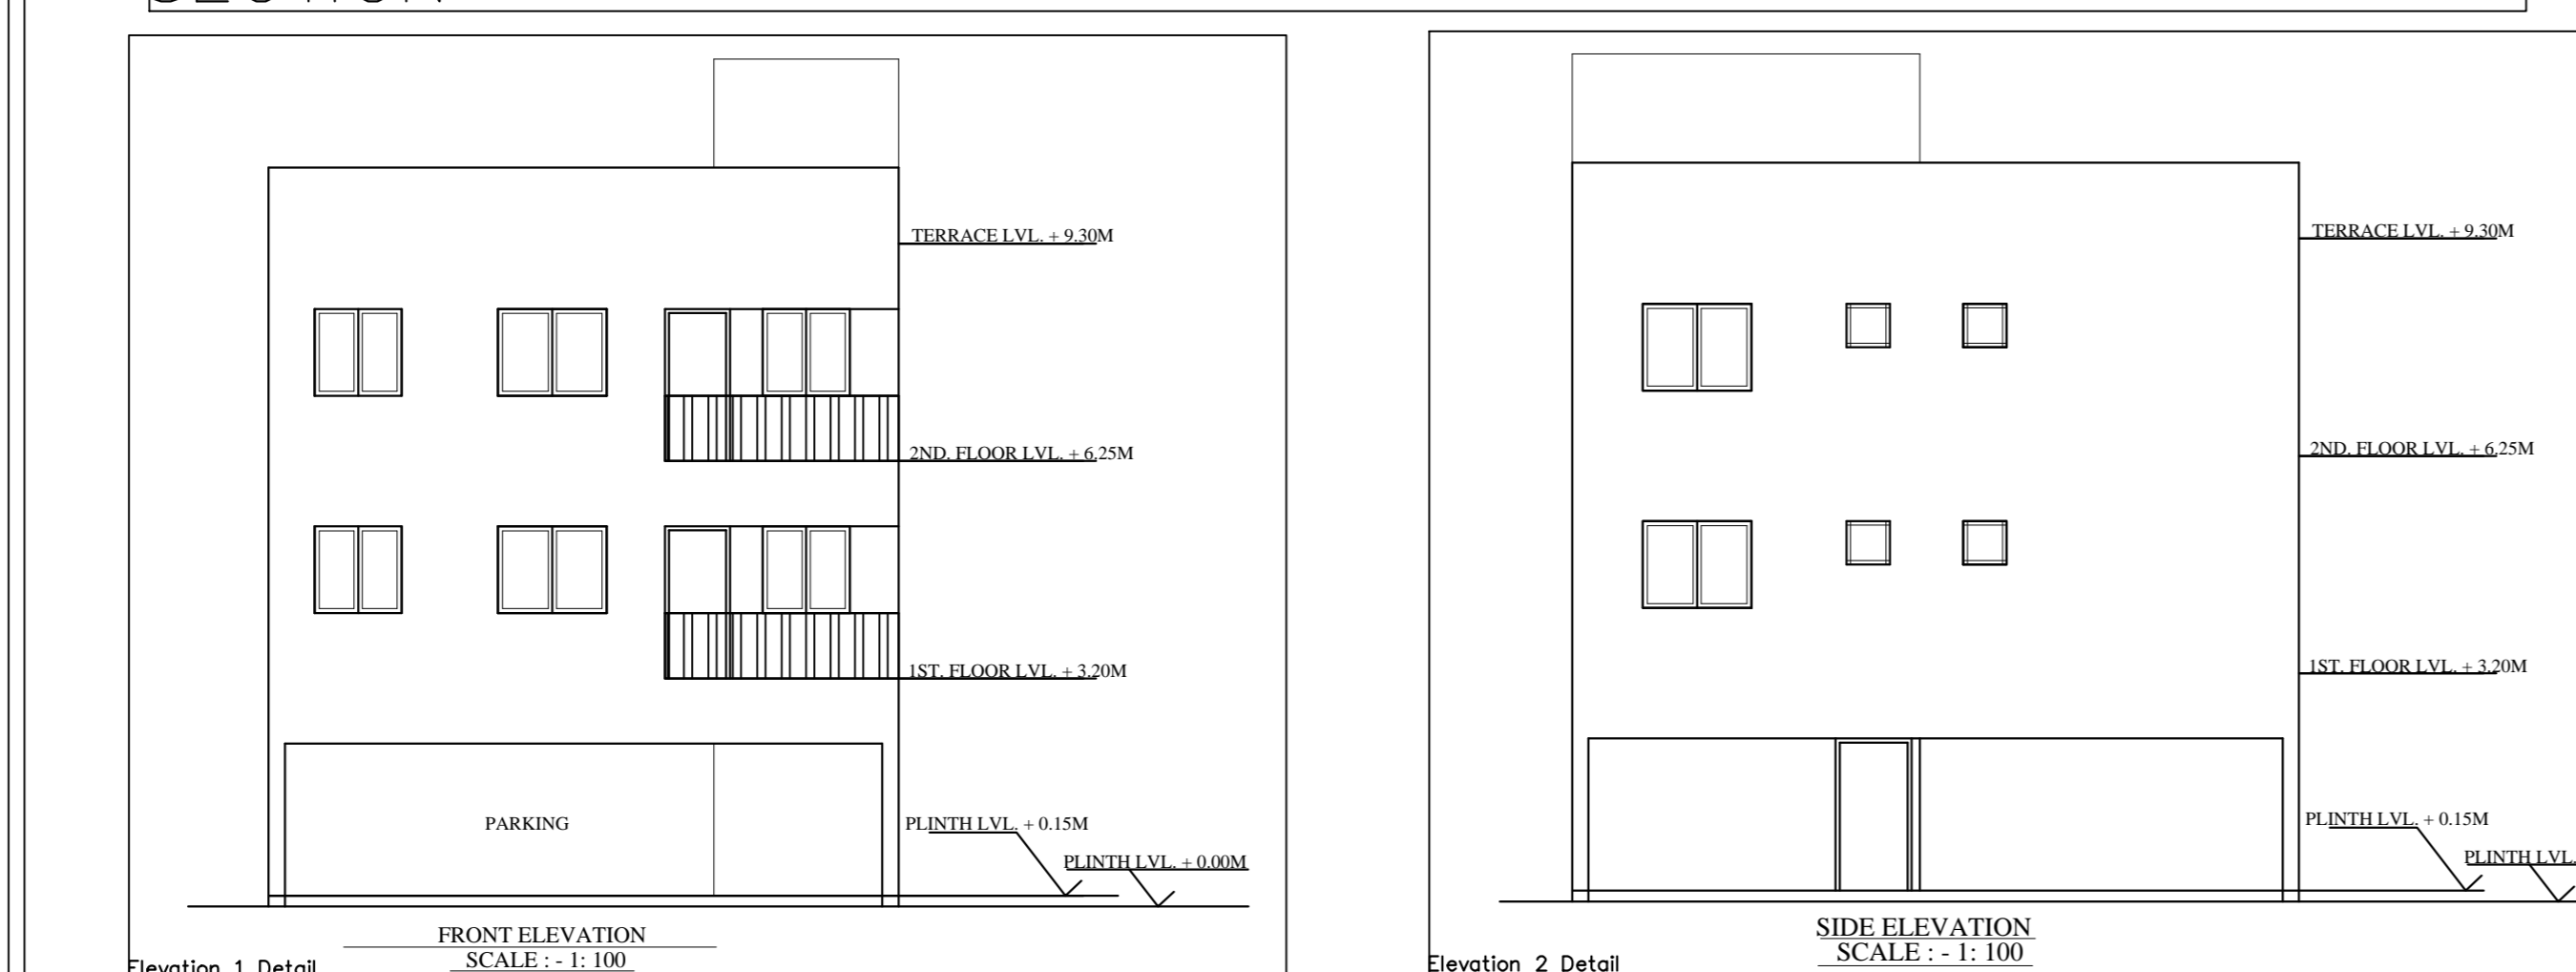 SECTION
TERRACE LVL. + 9.30M
2ND. FLOOR LVL. + 6.25M
1ST. FLOOR LVL. + 3.20M
PARKING
PLINTH LVL. + 0.15M
PLINTH LVL. + 0.00M
FRONT ELEVATION
SCALE : - 1: 100
Elevation 1 Detail
TERRACE LVL. + 9.30M
2ND. FLOOR LVL. + 6.25M
1ST. FLOOR LVL. + 3.20M
PLINTH LVL. + 0.15M
PLINTH LVL.
SIDE ELEVATION
SCALE : - 1: 100
Elevation 2 Detail